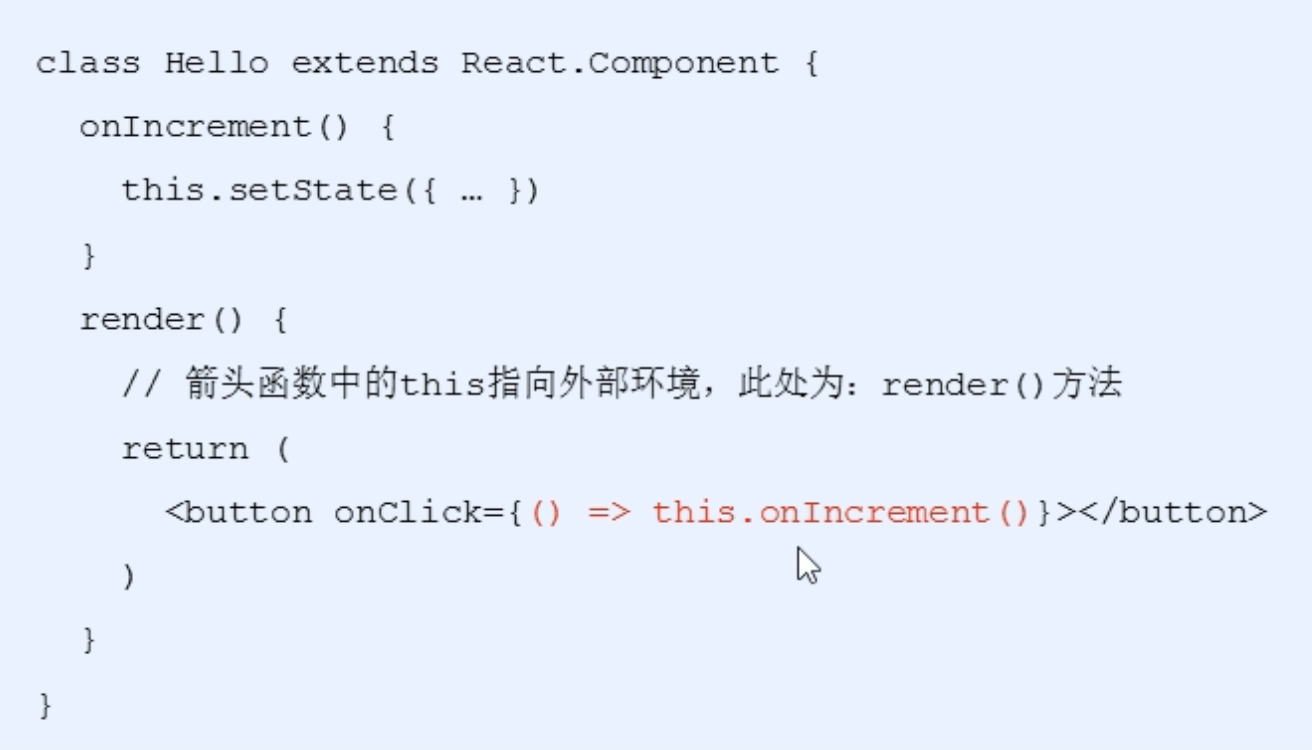 class Hello extends React.Component {
onIncrement() {
this.setState({ … })
}
render() {
// 箭头函数中的this指向外部环境，此处为：render()方法
return (
<button onClick={() => this.onIncrement()}></button>
)
}
}